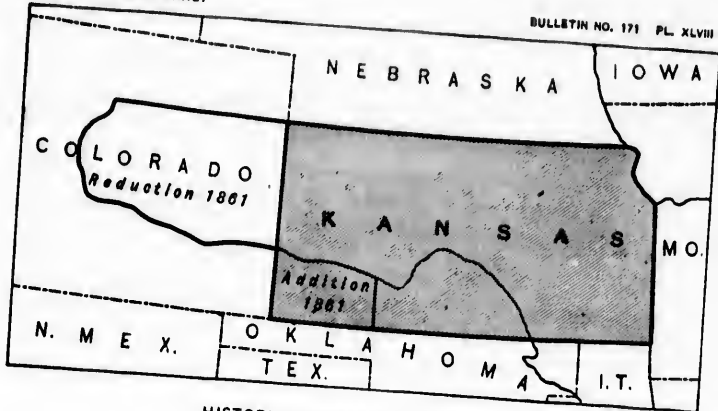 BULLETIN NO. 171 PL. XLVIII
NEBRASKA
IOWA
COLORADO
Reduction 1861
KANSAS
MO.
Addition
1861
N. MEX.
OKLAHOMA
TEX.
I.T.